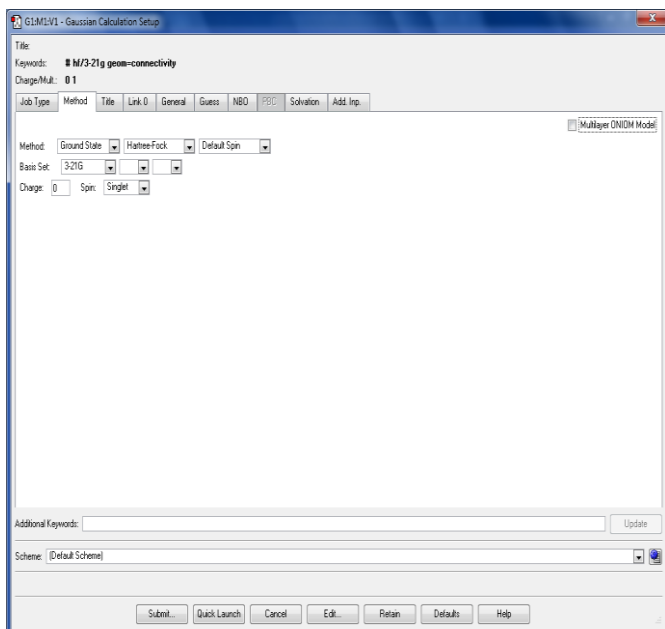 G1:M1:V1 - Gaussian Calculation Setup
Title:
Keywords: # hf/3-21g geom=connectivity
Charge/Mult.: 0 1
Job Type Method Title Link 0 General Guess NBO PBC Solvation Add. Inp.
Multilayer ONIOM Model
Method: Ground State Hartree-Fock Default Spin
Basis Set: 3-21G
Charge: 0 Spin: Singlet
Additional Keywords: Update
Scheme: (Default Scheme)
Submit... Quick Launch Cancel Edit... Retain Defaults Help